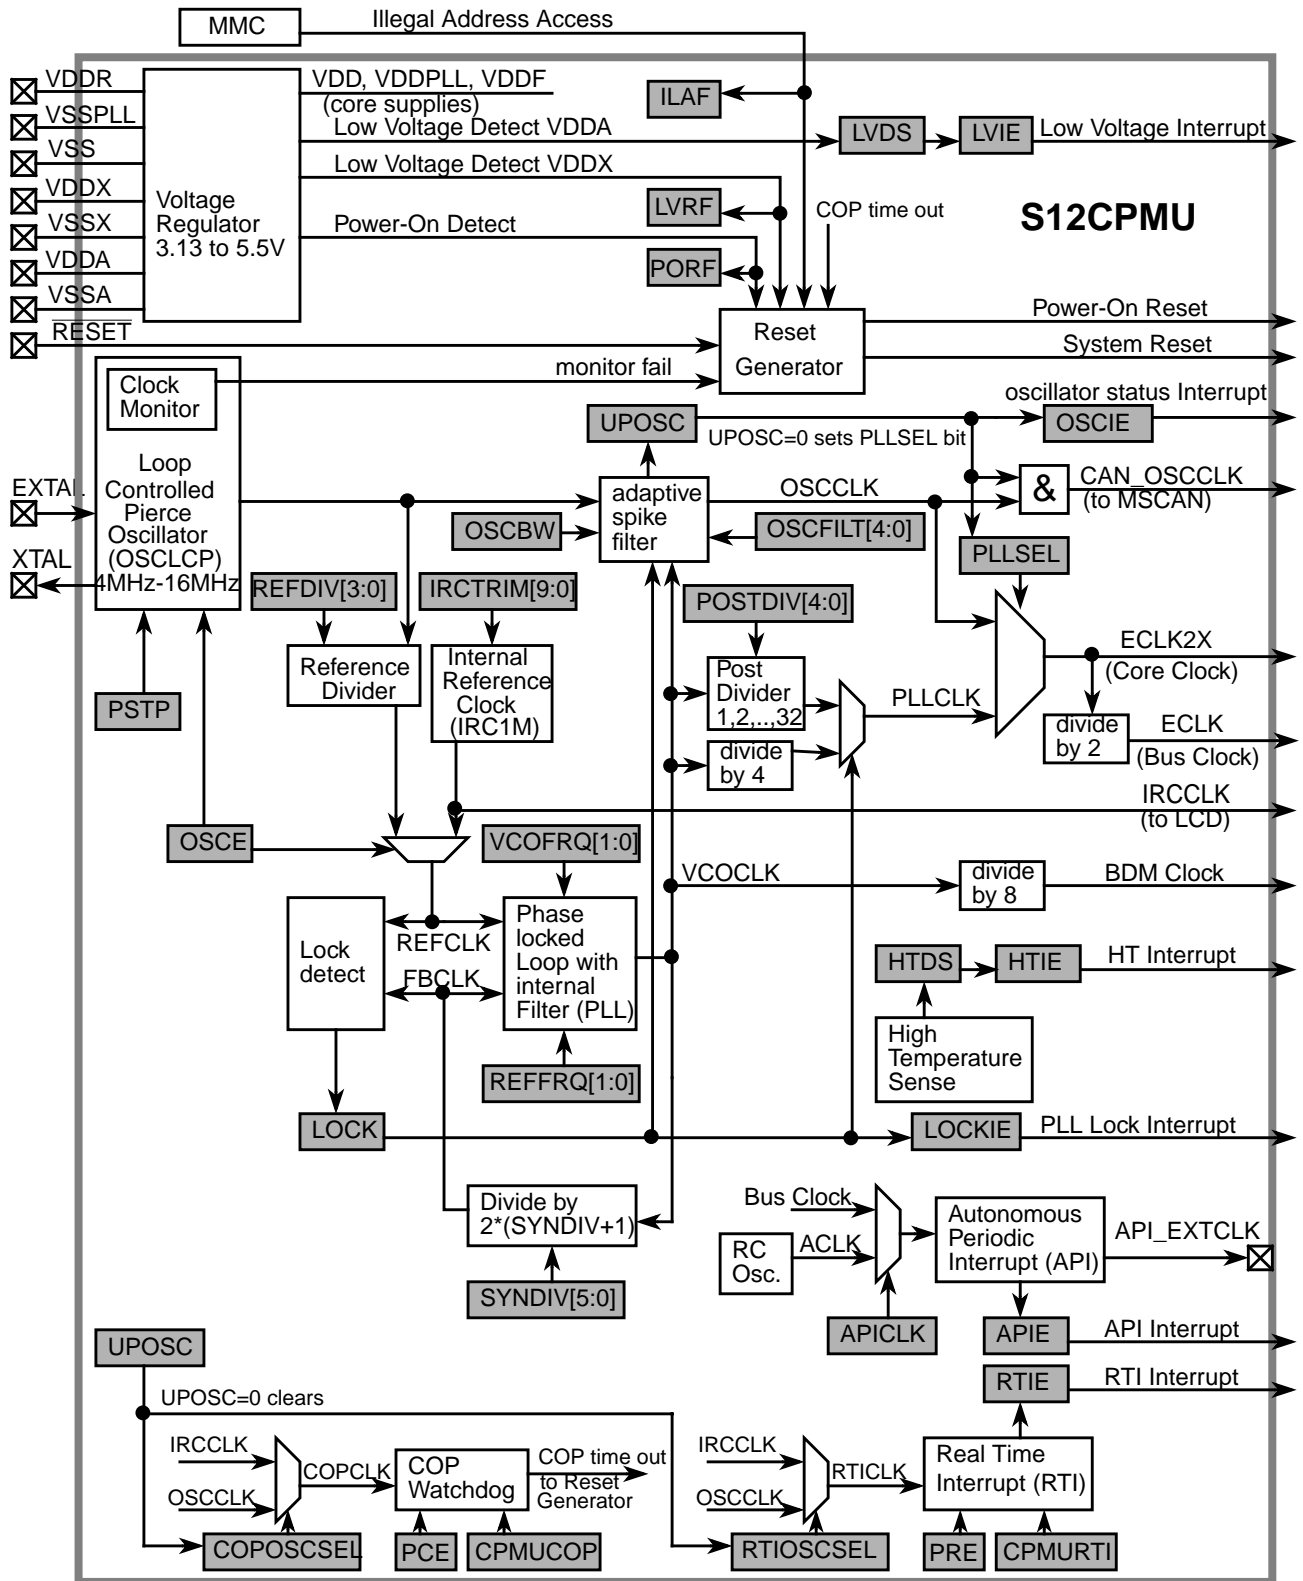 MMC
Illegal Address Access
VDDR
VSSPLL
VSS
VDDX
VSSX
VDDA
VSSA
RESET
Voltage
Regulator
3.13 to 5.5V
VDD, VDDPLL, VDDF
(core supplies)
Low Voltage Detect VDDA
Low Voltage Detect VDDX
Power-On Detect
ILAF
LVRF
PORF
LVDS
LVIE
Low Voltage Interrupt
COP time out
S12CPMU
Reset
Generator
Power-On Reset
System Reset
monitor fail
Clock
Monitor
Loop
Controlled
Pierce
Oscillator
(OSCLCP)
4MHz-16MHz
EXTAL
XTAL
UPOSC
UPOSC=0 sets PLLSEL bit
oscillator status Interrupt
OSCIE
adaptive
spike
filter
OSCCLK
OSCBW
OSCFILT[4:0]
&
CAN_OSCCLK
(to MSCAN)
PLLSEL
REFDIV[3:0]
IRCTRIM[9:0]
POSTDIV[4:0]
Reference
Divider
Internal
Reference
Clock
(IRC1M)
PSTP
Post
Divider
1,2,..,32
divide
by 4
PLLCLK
ECLK2X
(Core Clock)
divide
by 2
ECLK
(Bus Clock)
IRCCLK
(to LCD)
OSCE
VCOFRQ[1:0]
VCOCLK
divide
by 8
BDM Clock
Lock
detect
REFCLK
FBCLK
Phase
locked
Loop with
internal
Filter (PLL)
REFFRQ[1:0]
HTDS
HTIE
HT Interrupt
High
Temperature
Sense
LOCK
LOCKIE
PLL Lock Interrupt
Divide by
2*(SYNDIV+1)
SYNDIV[5:0]
Bus Clock
RC
Osc.
ACLK
APICLK
Autonomous
Periodic
Interrupt (API)
API_EXTCLK
APIE
API Interrupt
RTIE
RTI Interrupt
UPOSC
UPOSC=0 clears
IRCCLK
OSCCLK
COPCLK
COP
Watchdog
COP time out
to Reset
Generator
COPOSCSEL
PCE
CPMUCOP
IRCCLK
OSCCLK
RTICLK
Real Time
Interrupt (RTI)
RTIOSCSEL
PRE
CPMURTI